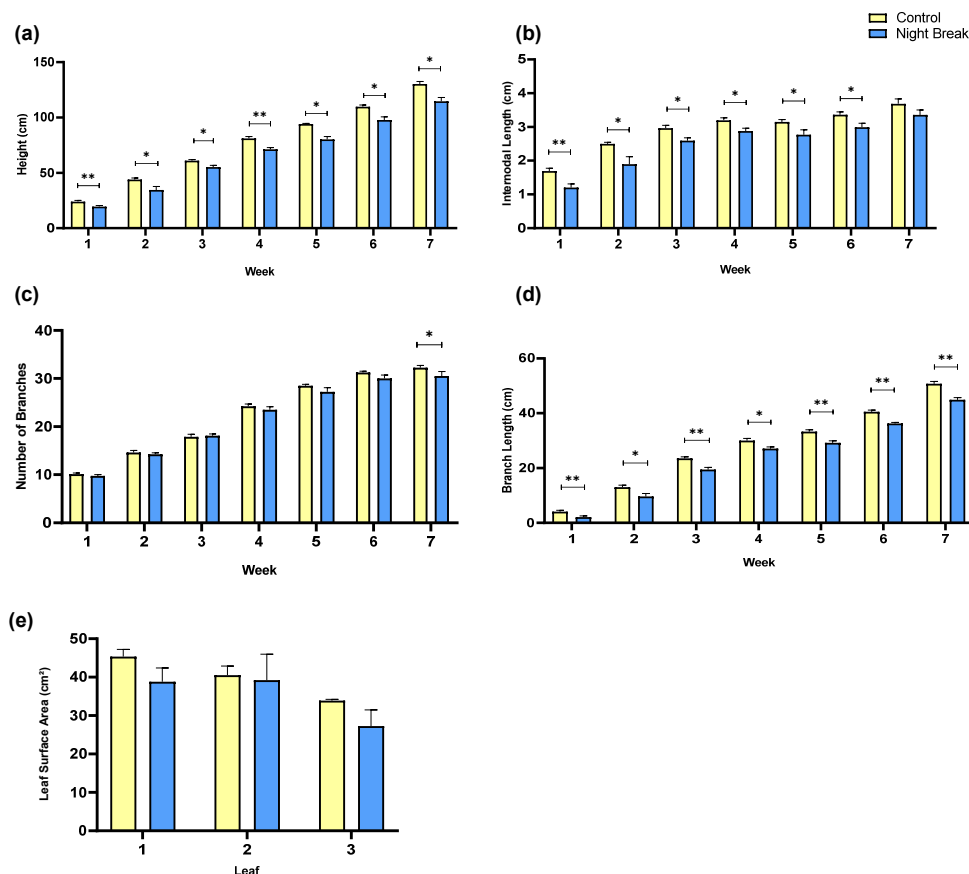 (a)
(b)
Control
Night Break
Height (cm)
150
100
50
0
**
*
*
**
*
*
*
1 2 3 4 5 6 7
Week
Internodal Length (cm)
5
4
3
2
1
0
**
*
*
*
*
*
1 2 3 4 5 6 7
Week
(c)
(d)
Number of Branches
40
30
20
10
0
*
1 2 3 4 5 6 7
Week
Branch Length (cm)
60
40
20
0
**
*
**
*
**
**
**
1 2 3 4 5 6 7
Week
(e)
Leaf Surface Area (cm²)
50
40
30
20
10
0
1 2 3
Leaf